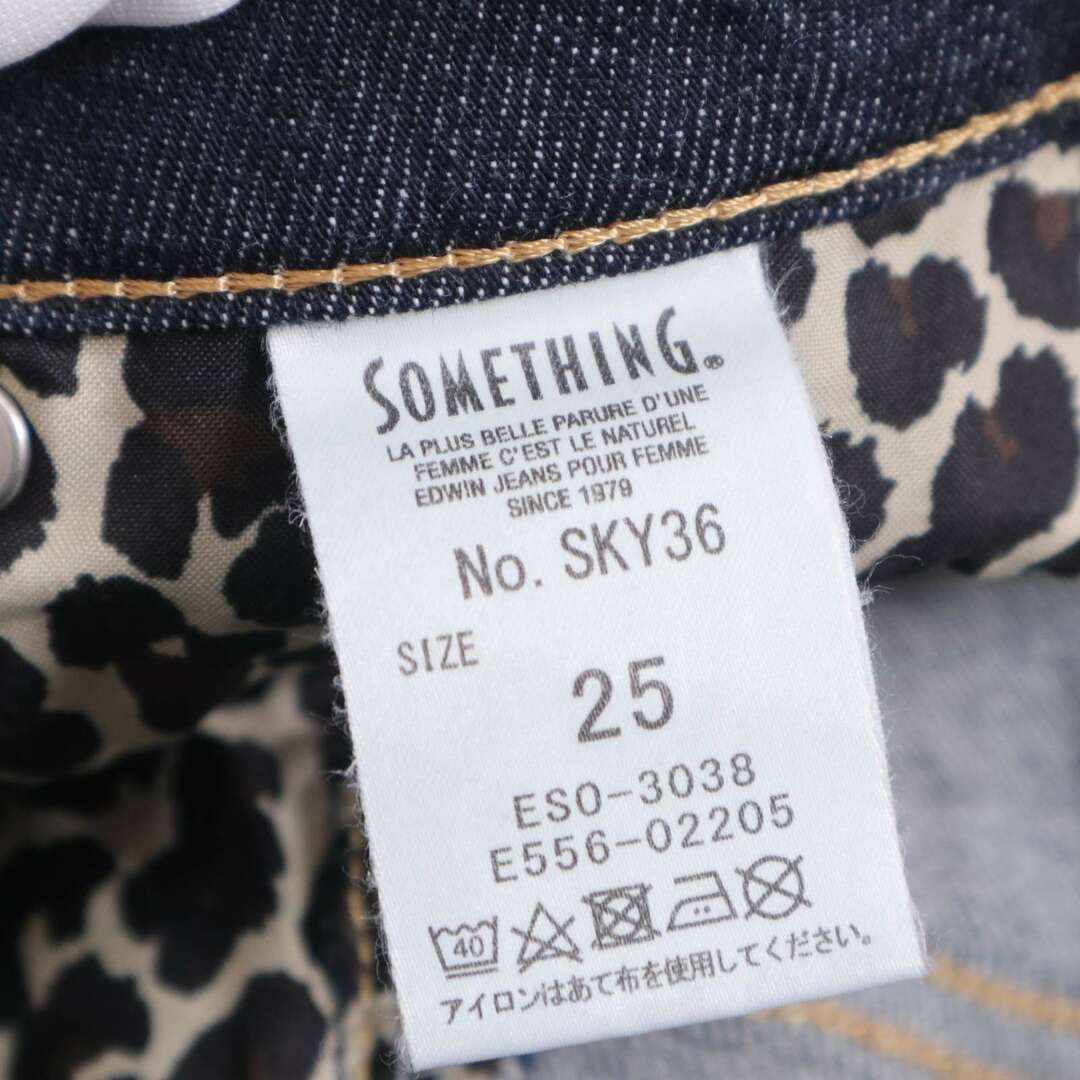 SOMETHING®
LA PLUS BELLE PARURE D'UNE
FEMME C'EST LE NATUREL
EDWIN JEANS POUR FEMME
SINCE 1979
No. SKY36
SIZE
25
ESO-3038
E556-02205
40
アイロンはあて布を使用してください。